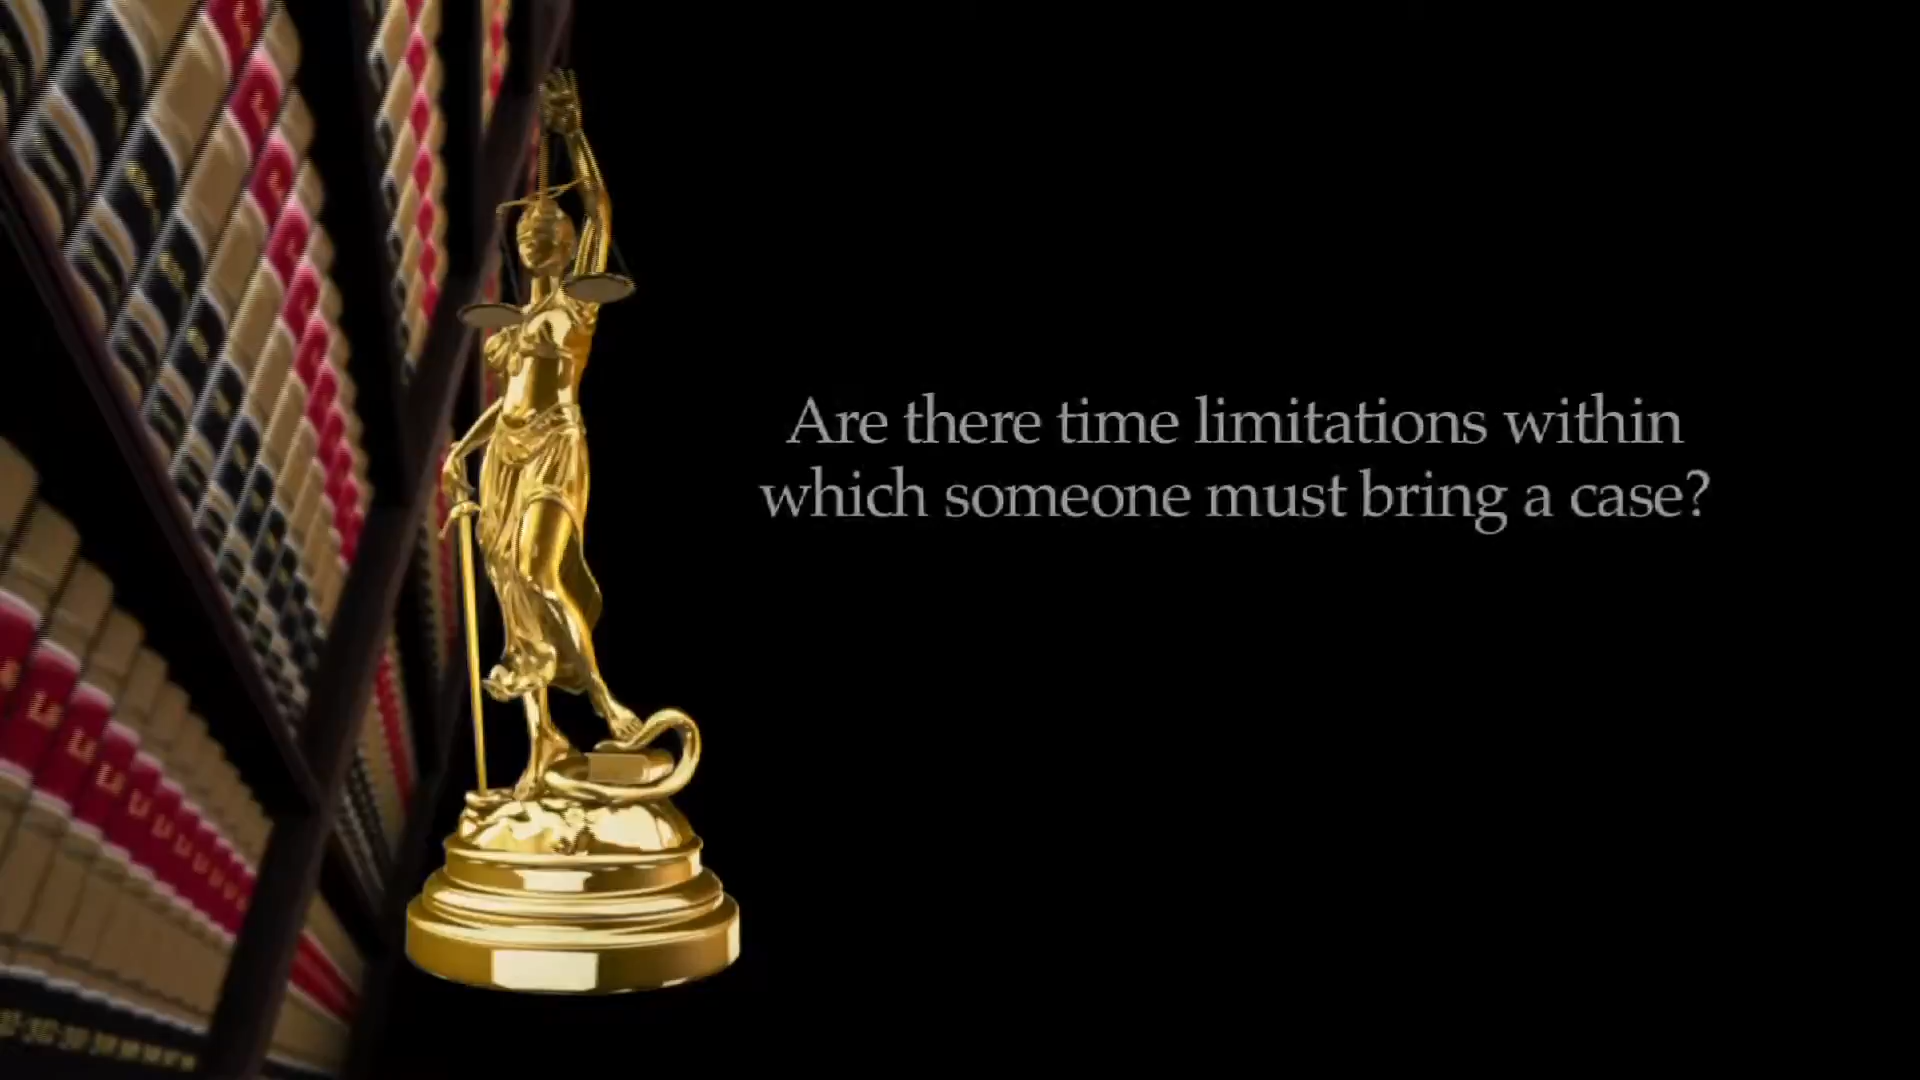 Are there time limitations within
which someone must bring a case?